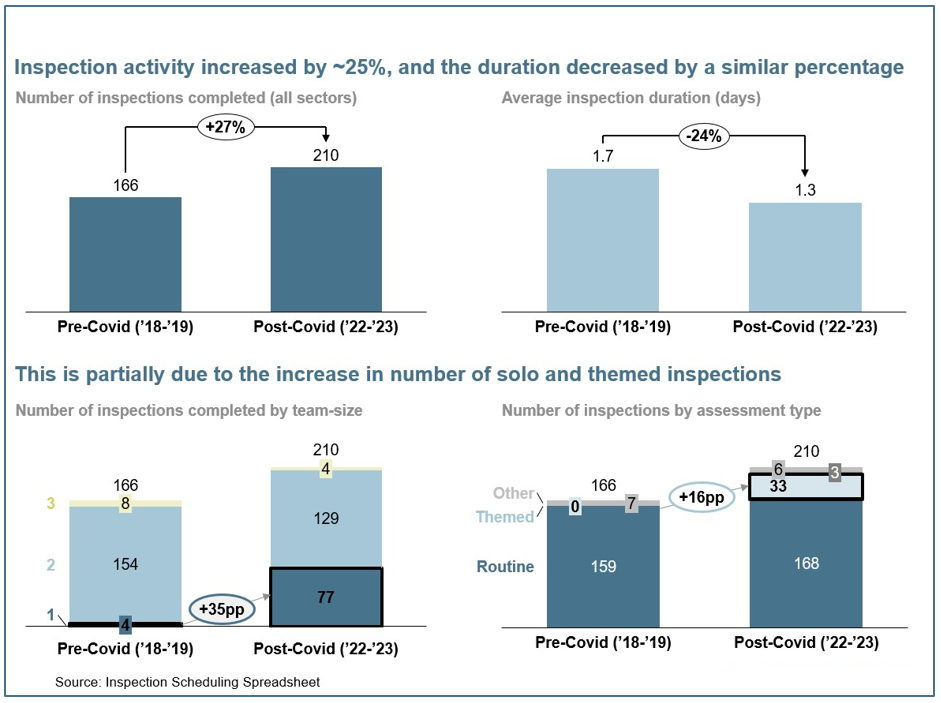 Inspection activity increased by ~25%, and the duration decreased by a similar percentage
Number of inspections completed (all sectors)
+27%
166
210
Pre-Covid (’18-’19)
Post-Covid (’22-’23)
Average inspection duration (days)
-24%
1.7
1.3
Pre-Covid (’18-’19)
Post-Covid (’22-’23)
This is partially due to the increase in number of solo and themed inspections
Number of inspections completed by team-size
210
4
166
3
8
129
2
154
77
+35pp
1
4
Pre-Covid (’18-’19)
Post-Covid (’22-’23)
Number of inspections by assessment type
210
6
3
166
33
Other
+16pp
0
7
Themed
Routine
159
168
Pre-Covid (’18-’19)
Post-Covid (’22-’23)
Source: Inspection Scheduling Spreadsheet